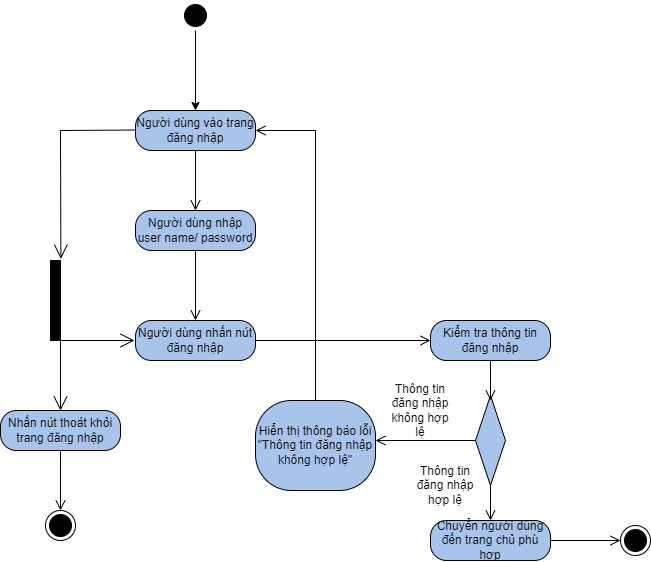 Người dùng vào trang
đăng nhập
Người dùng nhập
user name/ password
Người dùng nhấn nút
đăng nhập
Kiểm tra thông tin
đăng nhập
Thông tin
đăng nhập
không hợp
lệ
Nhấn nút thoát khỏi
trang đăng nhập
Hiển thị thông báo lỗi
"Thông tin đăng nhập
không hợp lệ"
Thông tin
đăng nhập
hợp lệ
Chuyển người dùng
đến trang chủ phù
hợp